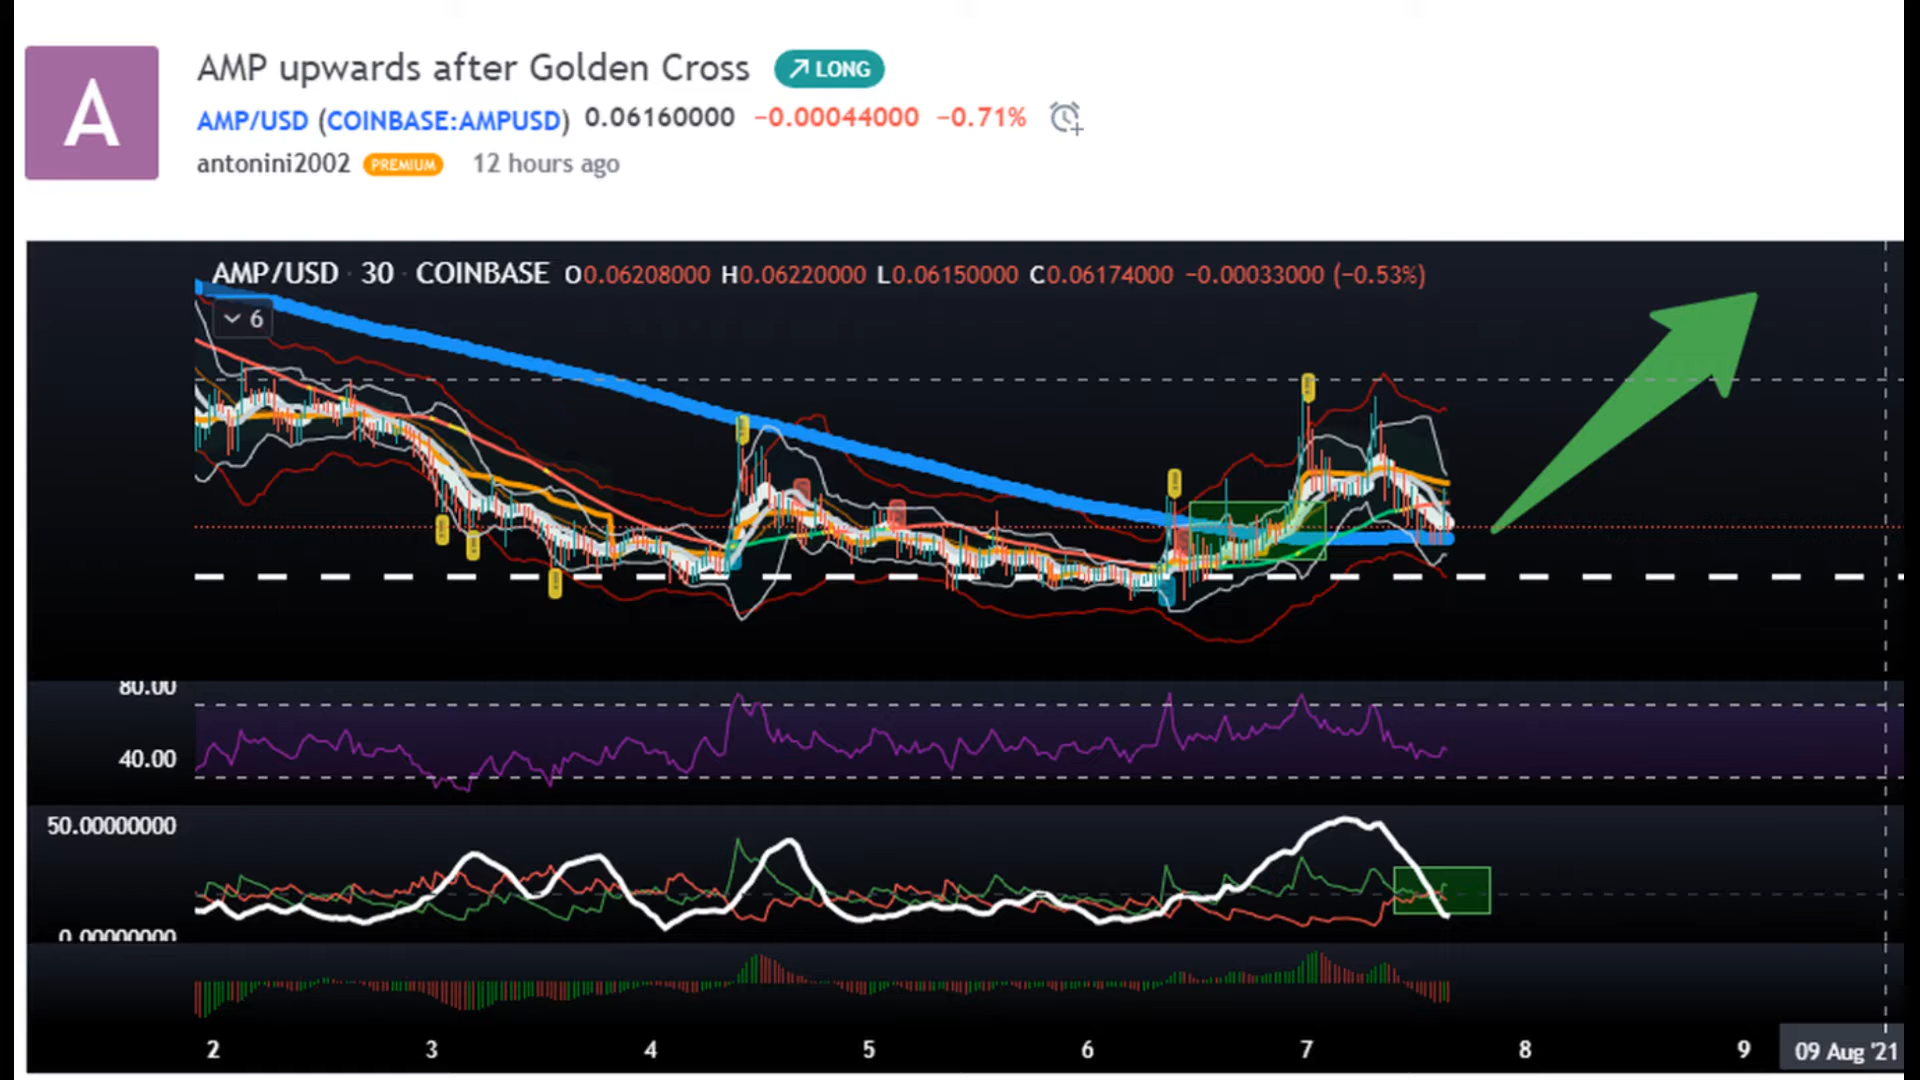 A
AMP upwards after Golden Cross LONG
AMP/USD (COINBASE:AMPUSD) 0.06160000 −0.00044000 −0.71%
antonini2002 PREMIUM 12 hours ago
AMP/USD · 30 · COINBASE O0.06208000 H0.06220000 L0.06150000 C0.06174000 −0.00033000 (−0.53%)
6
80.00
40.00
50.00000000
0.00000000
2 3 4 5 6 7 8 9 09 Aug '21